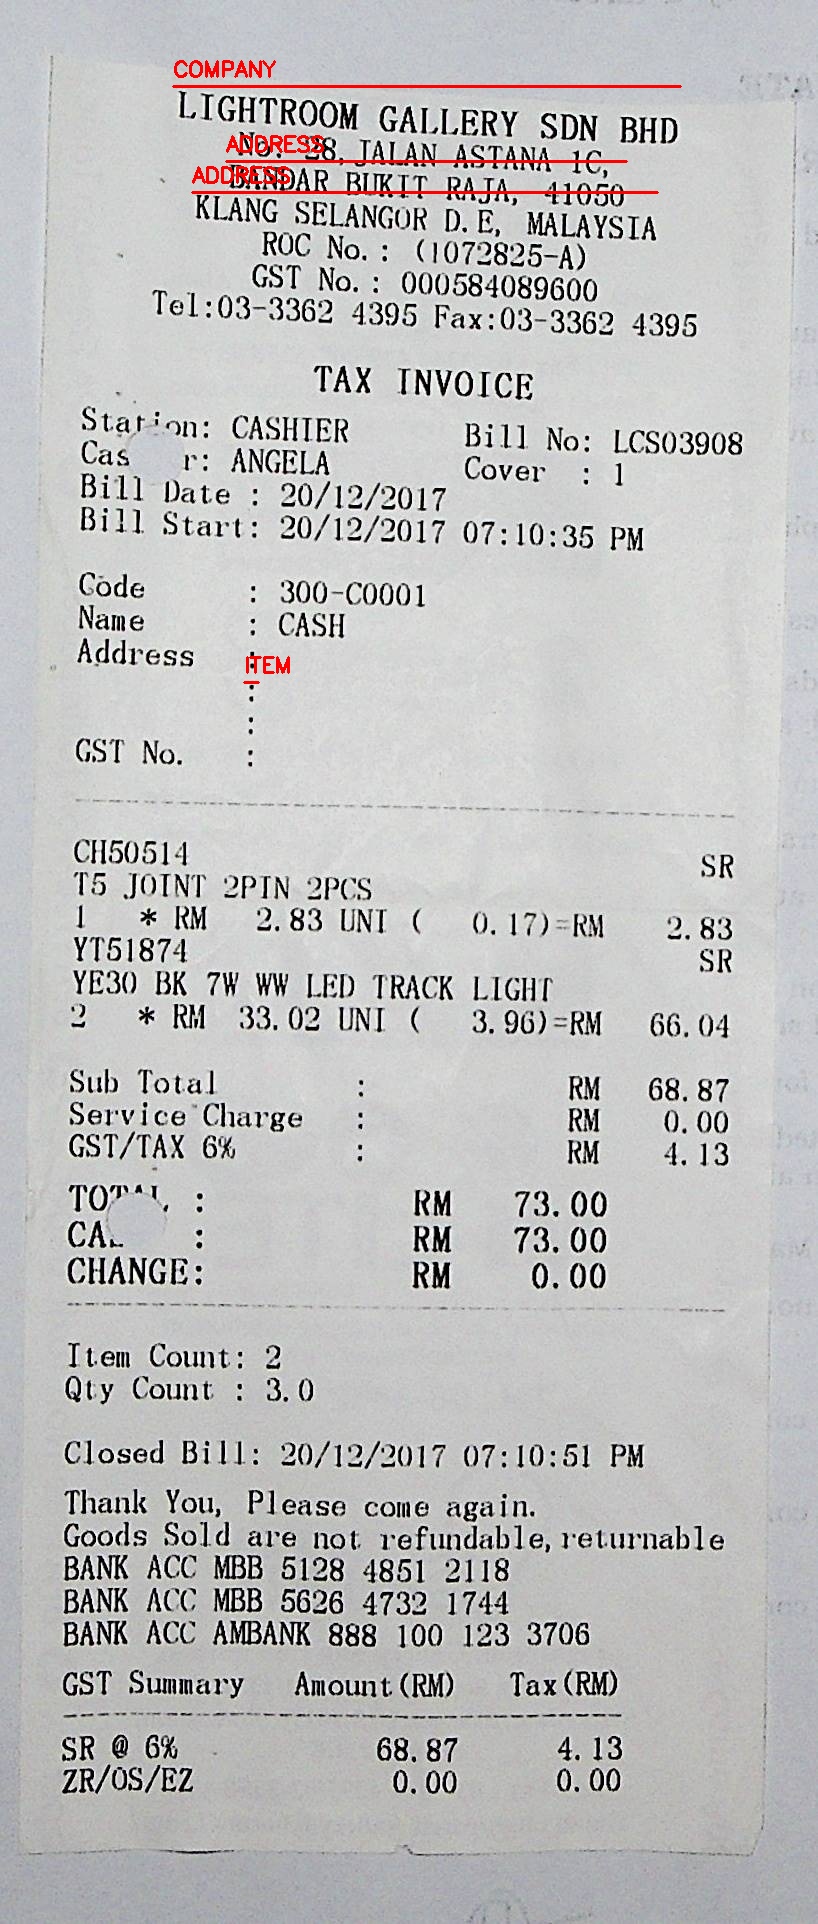 COMPANY
LIGHTROOM GALLERY SDN BHD
ADDRESS
No. 28, JALAN ASTANA 1C,
ADDRESS
BANDAR BUKIT RAJA, 41050
KLANG SELANGOR D.E, MALAYSIA
ROC No.: (1072825-A)
GST No.: 000584089600
Tel:03-3362 4395 Fax:03-3362 4395
TAX INVOICE
Station: CASHIER Bill No: LCS03908
ANGELA Cover : 1
Bill Date : 20/12/2017
Bill Start: 20/12/2017 07:10:35 PM
Code : 300-C0001
Name : CASH
Address :
ITEM
:
:
GST No. :
CH50514 SR
T5 JOINT 2PIN 2PCS
1 * RM 2.83 UNI ( 0.17)=RM 2.83
YT51874 SR
YE30 BK 7W WW LED TRACK LIGHT
2 * RM 33.02 UNI ( 3.96)=RM 66.04
Sub Total : RM 68.87
Service Charge : RM 0.00
GST/TAX 6% : RM 4.13
TOTAL : RM 73.00
: RM 73.00
CHANGE: RM 0.00
Item Count: 2
Qty Count : 3.0
Closed Bill: 20/12/2017 07:10:51 PM
Thank You, Please come again.
Goods Sold are not refundable, returnable
BANK ACC MBB 5128 4851 2118
BANK ACC MBB 5626 4732 1744
BANK ACC AMBANK 888 100 123 3706
GST Summary Amount(RM) Tax(RM)
SR @ 6% 68.87 4.13
ZR/OS/EZ 0.00 0.00